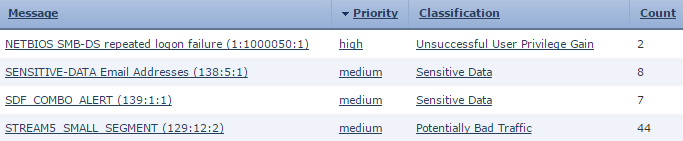 Message Priority Classification Count
NETBIOS SMB-DS repeated logon failure (1:1000050:1) high Unsuccessful User Privilege Gain 2
SENSITIVE-DATA Email Addresses (138:5:1) medium Sensitive Data 8
SDF_COMBO_ALERT (139:1:1) medium Sensitive Data 7
STREAM5_SMALL_SEGMENT (129:12:2) medium Potentially Bad Traffic 44